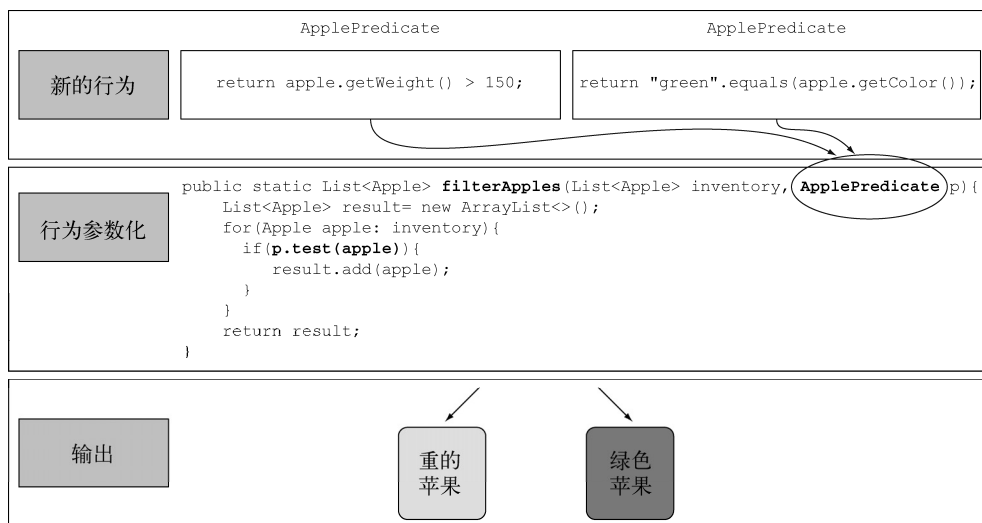 ApplePredicate
ApplePredicate
新的行为
return apple.getWeight() > 150;
return "green".equals(apple.getColor());
行为参数化
public static List<Apple> filterApples(List<Apple> inventory, ApplePredicate p){
List<Apple> result= new ArrayList<>();
for(Apple apple: inventory){
if(p.test(apple)){
result.add(apple);
}
}
return result;
}
输出
重的
苹果
绿色
苹果